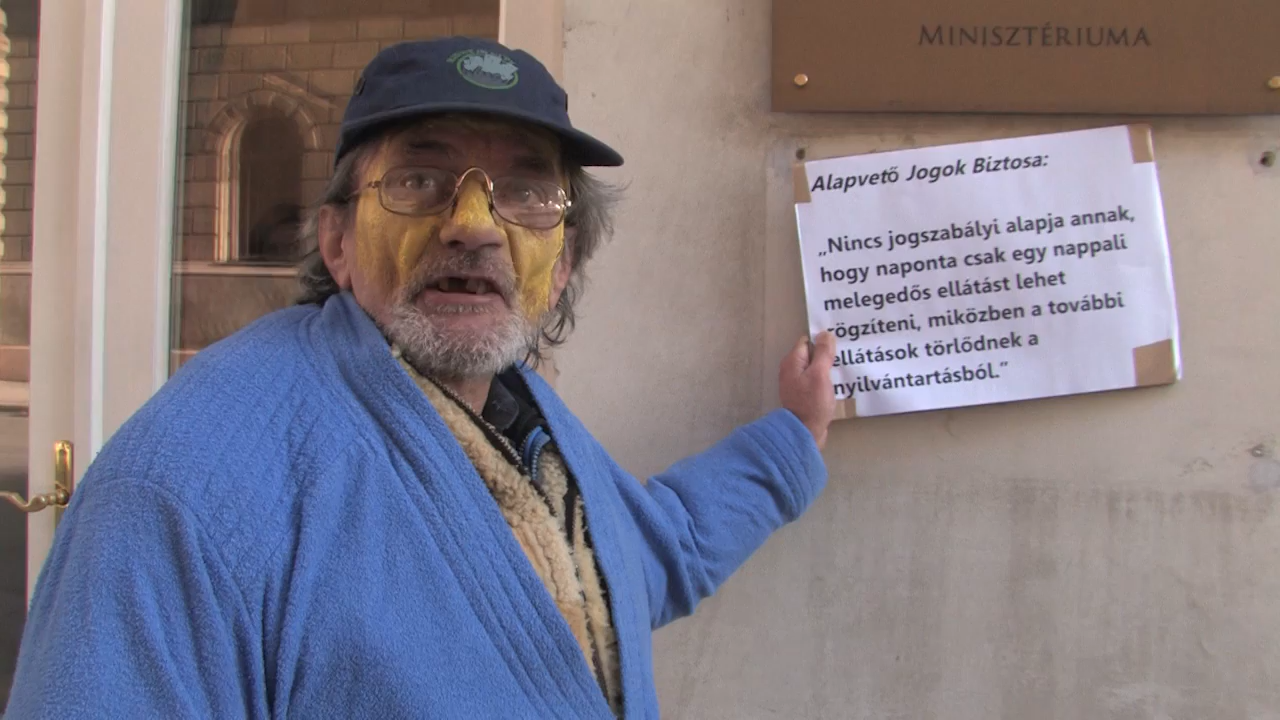 MINISZTÉRIUMA
Alapvető Jogok Biztosa:
„Nincs jogszabályi alapja annak,
hogy naponta csak egy nappali
melegedős ellátást lehet
rögzíteni, miközben a további
ellátások törlődnek a
nyilvántartásból.”